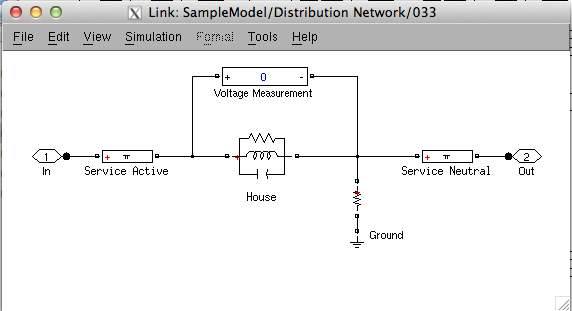 Link: SampleModel/Distribution Network/033
File Edit View Simulation Format Tools Help
+ 0 -
Voltage Measurement
1 + π + π 2
In Service Active Service Neutral Out
House
Ground